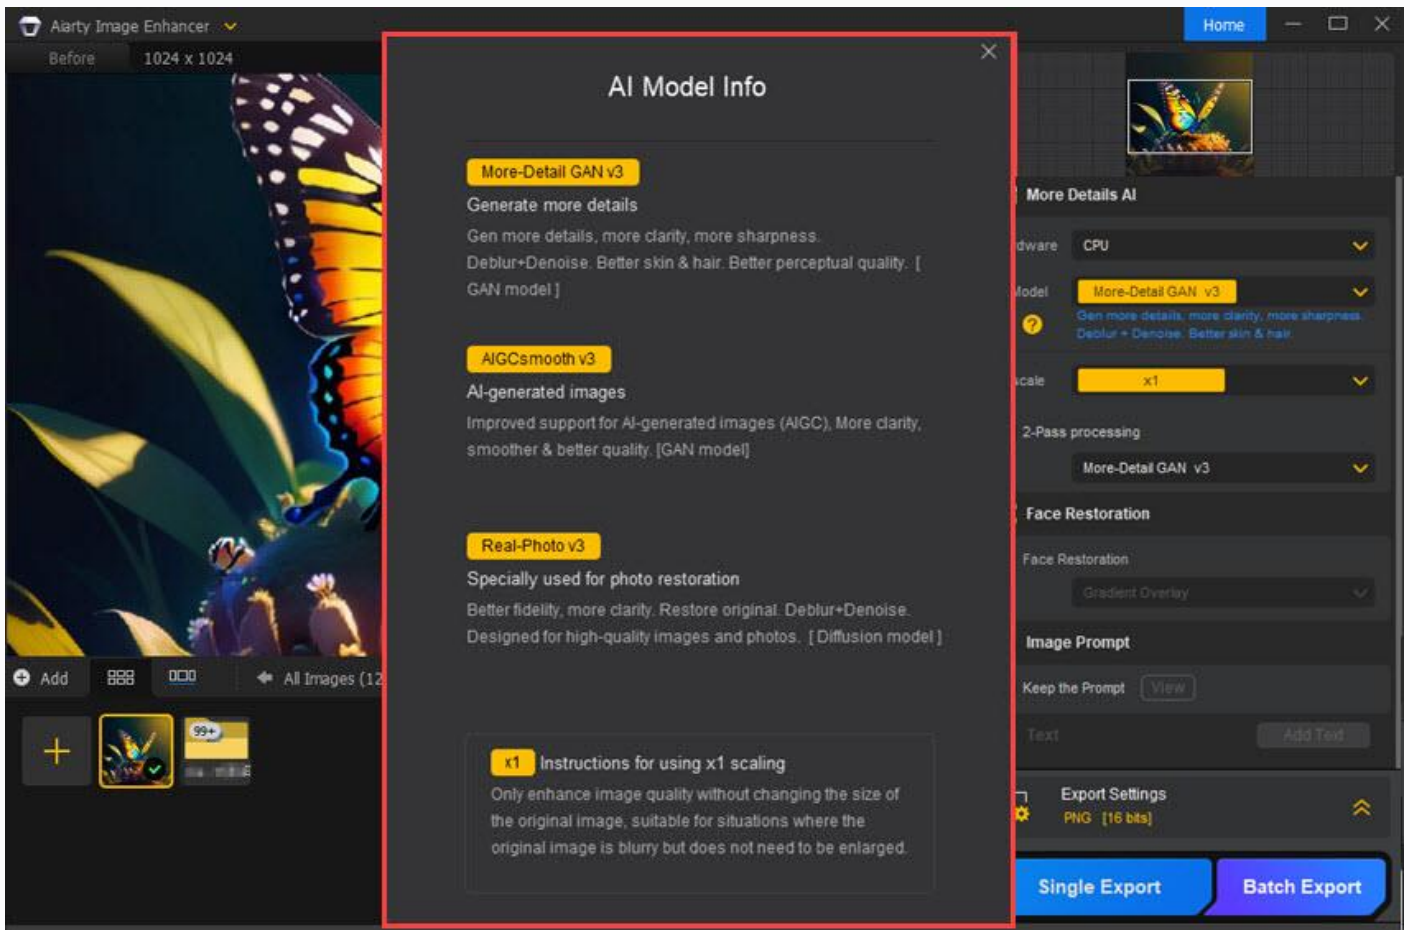 Aiarty Image Enhancer
Home
Before
1024 x 1024
AI Model Info
More-Detail GAN v3
Generate more details
Gen more details, more clarity, more sharpness.
Deblur+Denoise. Better skin & hair. Better perceptual quality. [
GAN model ]
AIGCsmooth v3
AI-generated images
Improved support for AI-generated images (AIGC), More clarity,
smoother & better quality. [GAN model]
Real-Photo v3
Specially used for photo restoration
Better fidelity, more clarity. Restore original. Deblur+Denoise.
Designed for high-quality images and photos. [ Diffusion model ]
x1 Instructions for using x1 scaling
Only enhance image quality without changing the size of
the original image, suitable for situations where the
original image is blurry but does not need to be enlarged.
More Details AI
dware CPU
Model More-Detail GAN v3
Gen more details, more clarity, more sharpness.
Deblur + Denoise. Better skin & hair.
scale x1
2-Pass processing
More-Detail GAN v3
Face Restoration
Face Restoration
Gradient Overlay
Image Prompt
Keep the Prompt View
Text Add Text
Export Settings
PNG [16 bits]
Single Export
Batch Export
Add
All Images (12
99+